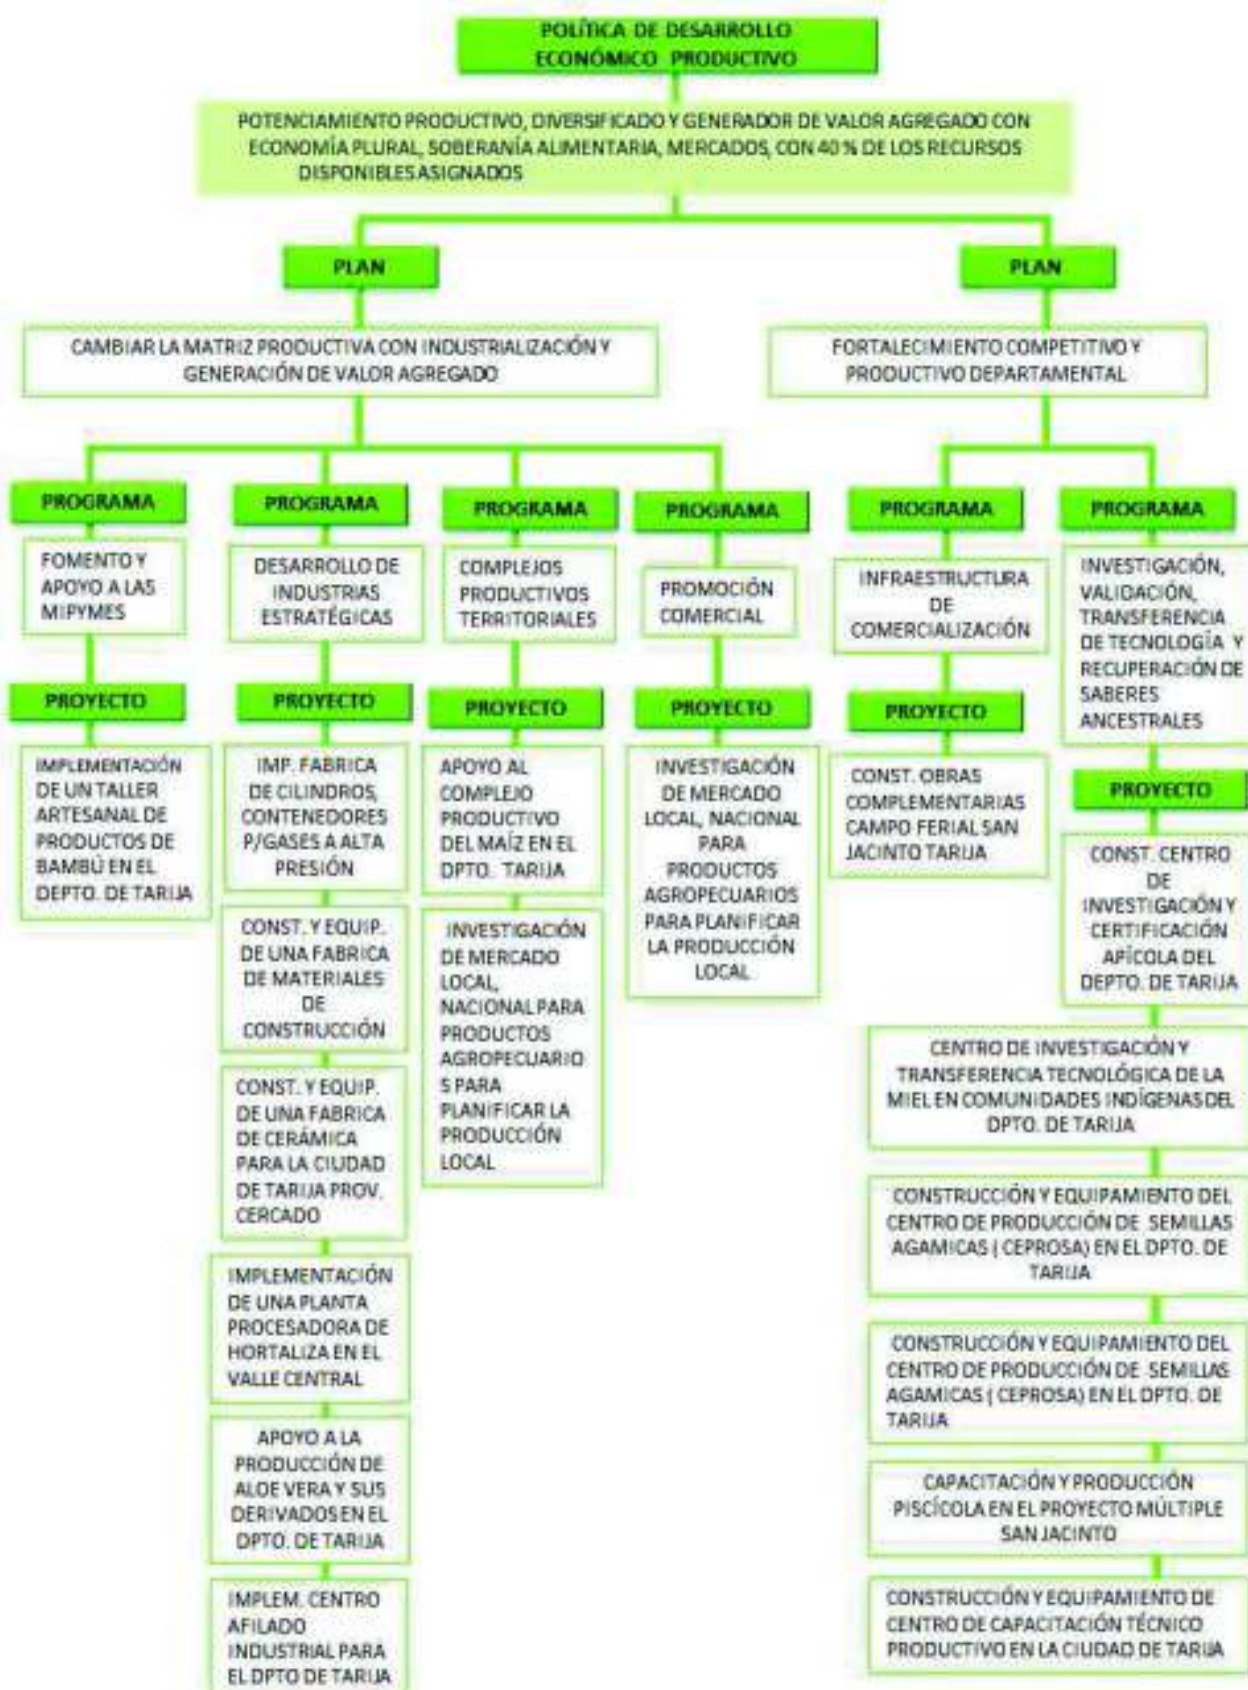 POLÍTICA DE DESARROLLO
ECONÓMICO PRODUCTIVO
POTENCIAMIENTO PRODUCTIVO, DIVERSIFICADO Y GENERADOR DE VALOR AGREGADO CON
ECONOMÍA PLURAL, SOBERANÍA ALIMENTARIA, MERCADOS, CON 40 % DE LOS RECURSOS
DISPONIBLES ASIGNADOS
PLAN
CAMBIAR LA MATRIZ PRODUCTIVA CON INDUSTRIALIZACIÓN Y
GENERACIÓN DE VALOR AGREGADO
PROGRAMA
FOMENTO Y
APOYO A LAS
MIPYMES
PROYECTO
IMPLEMENTACIÓN
DE UN TALLER
ARTESANAL DE
PRODUCTOS DE
BAMBÚ EN EL
DEPTO. DE TARIJA
PROGRAMA
DESARROLLO DE
INDUSTRIAS
ESTRATÉGICAS
PROYECTO
IMP. FABRICA
DE CILINDROS,
CONTENEDORES
P/GASES A ALTA
PRESIÓN
CONST. Y EQUIP.
DE UNA FABRICA
DE MATERIALES
DE
CONSTRUCCIÓN
CONST. Y EQUIP.
DE UNA FABRICA
DE CERÁMICA
PARA LA CIUDAD
DE TARIJA PROV.
CERCADO
IMPLEMENTACIÓN
DE UNA PLANTA
PROCESADORA DE
HORTALIZA EN EL
VALLE CENTRAL
APOYO A LA
PRODUCCIÓN DE
ALOE VERA Y SUS
DERIVADOS EN EL
DPTO. DE TARIJA
IMPLEM. CENTRO
AFILADO
INDUSTRIAL PARA
EL DPTO DE TARIJA
PROGRAMA
COMPLEJOS
PRODUCTIVOS
TERRITORIALES
PROYECTO
APOYO AL
COMPLEJO
PRODUCTIVO
DEL MAÍZ EN EL
DPTO. TARIJA
INVESTIGACIÓN
DE MERCADO
LOCAL,
NACIONAL PARA
PRODUCTOS
AGROPECUARIO
S PARA
PLANIFICAR LA
PRODUCCIÓN
LOCAL
PROGRAMA
PROMOCIÓN
COMERCIAL
PROYECTO
INVESTIGACIÓN
DE MERCADO
LOCAL, NACIONAL
PARA
PRODUCTOS
AGROPECUARIOS
PARA PLANIFICAR
LA PRODUCCIÓN
LOCAL
PLAN
FORTALECIMIENTO COMPETITIVO Y
PRODUCTIVO DEPARTAMENTAL
PROGRAMA
INFRAESTRUCTURA
DE
COMERCIALIZACIÓN
PROYECTO
CONST. OBRAS
COMPLEMENTARIAS
CAMPO FERIAL SAN
JACINTO TARIJA
PROGRAMA
INVESTIGACIÓN,
VALIDACIÓN,
TRANSFERENCIA
DE TECNOLOGÍA Y
RECUPERACIÓN DE
SABERES
ANCESTRALES
PROYECTO
CONST. CENTRO
DE
INVESTIGACIÓN Y
CERTIFICACIÓN
APÍCOLA DEL
DEPTO. DE TARIJA
CENTRO DE INVESTIGACIÓN Y
TRANSFERENCIA TECNOLÓGICA DE LA
MIEL EN COMUNIDADES INDÍGENAS DEL
DPTO. DE TARIJA
CONSTRUCCIÓN Y EQUIPAMIENTO DEL
CENTRO DE PRODUCCIÓN DE SEMILLAS
AGAMICAS ( CEPROSA) EN EL DPTO. DE
TARIJA
CONSTRUCCIÓN Y EQUIPAMIENTO DEL
CENTRO DE PRODUCCIÓN DE SEMILLAS
AGAMICAS ( CEPROSA) EN EL DPTO. DE
TARIJA
CAPACITACIÓN Y PRODUCCIÓN
PISCÍCOLA EN EL PROYECTO MÚLTIPLE
SAN JACINTO
CONSTRUCCIÓN Y EQUIPAMIENTO DE
CENTRO DE CAPACITACIÓN TÉCNICO
PRODUCTIVO EN LA CIUDAD DE TARIJA